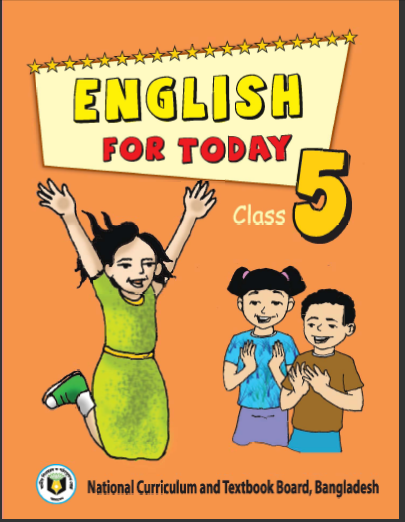 ENGLISH
FOR TODAY
Class 5
National Curriculum and Textbook Board, Bangladesh